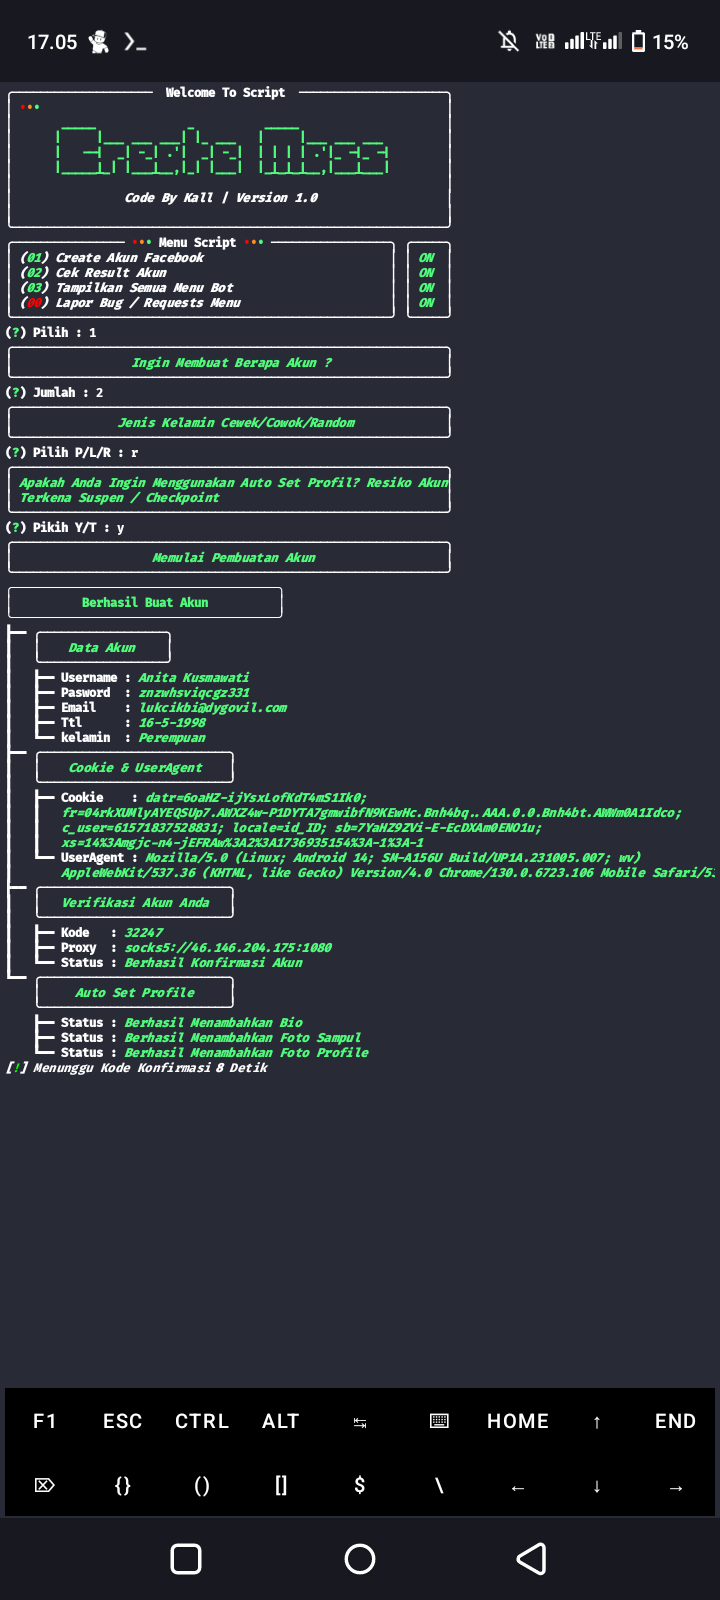 17.05 VoB LTEB LTE 15%
Welcome To Script
Create Mass
Code By Kall | Version 1.0
Menu Script
(01) Create Akun Facebook ON
(02) Cek Result Akun ON
(03) Tampilkan Semua Menu Bot ON
(00) Lapor Bug / Requests Menu ON
(?) Pilih : 1
Ingin Membuat Berapa Akun ?
(?) Jumlah : 2
Jenis Kelamin Cewek/Cowok/Random
(?) Pilih P/L/R : r
Apakah Anda Ingin Menggunakan Auto Set Profil? Resiko Akun
Terkena Suspen / Checkpoint
(?) Pikih Y/T : y
Memulai Pembuatan Akun
Berhasil Buat Akun
Data Akun
Username : Anita Kusmawati
Pasword : znzwhsviqcgz331
Email : lukcikbi@dygovil.com
Ttl : 16-5-1998
kelamin : Perempuan
Cookie & UserAgent
Cookie : datr=6oaHZ-ijYsxLofKdT4mS1Ik0;
fr=04rkXUMlyAYEQSUp7.AWXZ4w-P1DYTA7gmwibfN9KEwHc.Bnh4bq..AAA.0.0.Bnh4bt.AWWm0A1Idco;
c_user=61571837528831; locale=id_ID; sb=7YaHZ9ZVi-E-EcDXAm0ENO1u;
xs=14%3Amgjc-n4-jEFRAw%3A2%3A1736935154%3A-1%3A-1
UserAgent : Mozilla/5.0 (Linux; Android 14; SM-A156U Build/UP1A.231005.007; wv)
AppleWebKit/537.36 (KHTML, like Gecko) Version/4.0 Chrome/130.0.6723.106 Mobile Safari/53
Verifikasi Akun Anda
Kode : 32247
Proxy : socks5://46.146.204.175:1080
Status : Berhasil Konfirmasi Akun
Auto Set Profile
Status : Berhasil Menambahkan Bio
Status : Berhasil Menambahkan Foto Sampul
Status : Berhasil Menambahkan Foto Profile
[!] Menunggu Kode Konfirmasi 8 Detik
F1 ESC CTRL ALT ⇆ ⌨ HOME ↑ END
⌦ {} () [] $ \ ← ↓ →